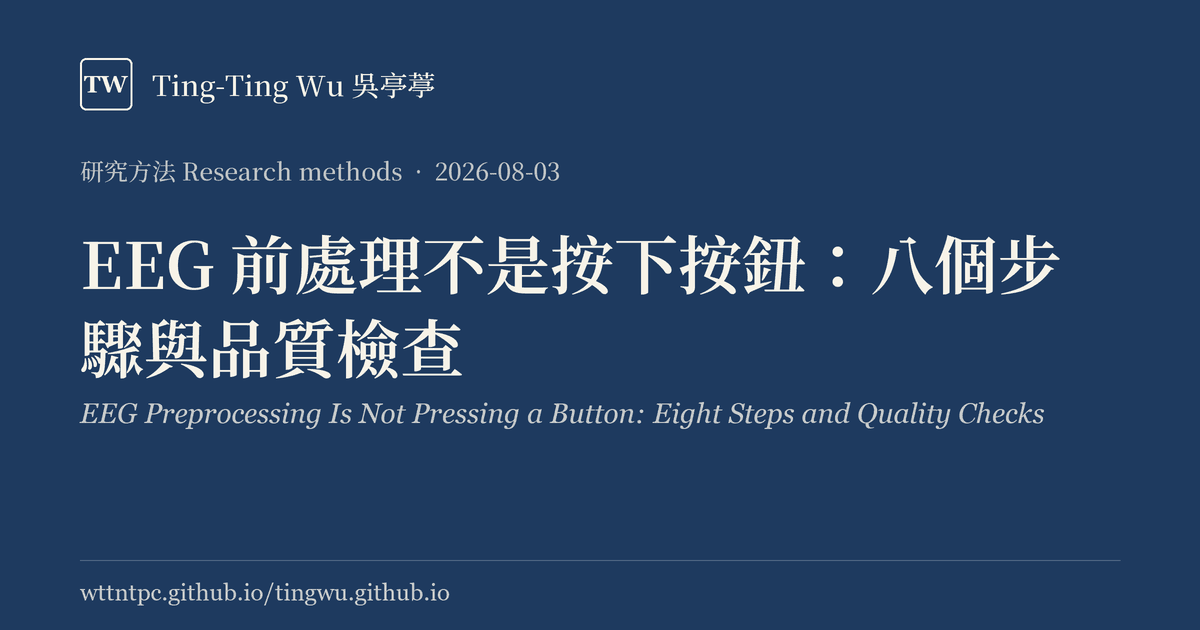 TW
Ting-Ting Wu 吳亭葶
研究方法 Research methods · 2026-08-03
EEG 前處理不是按下按鈕：八個步
驟與品質檢查
EEG Preprocessing Is Not Pressing a Button: Eight Steps and Quality Checks
wttntpc.github.io/tingwu.github.io